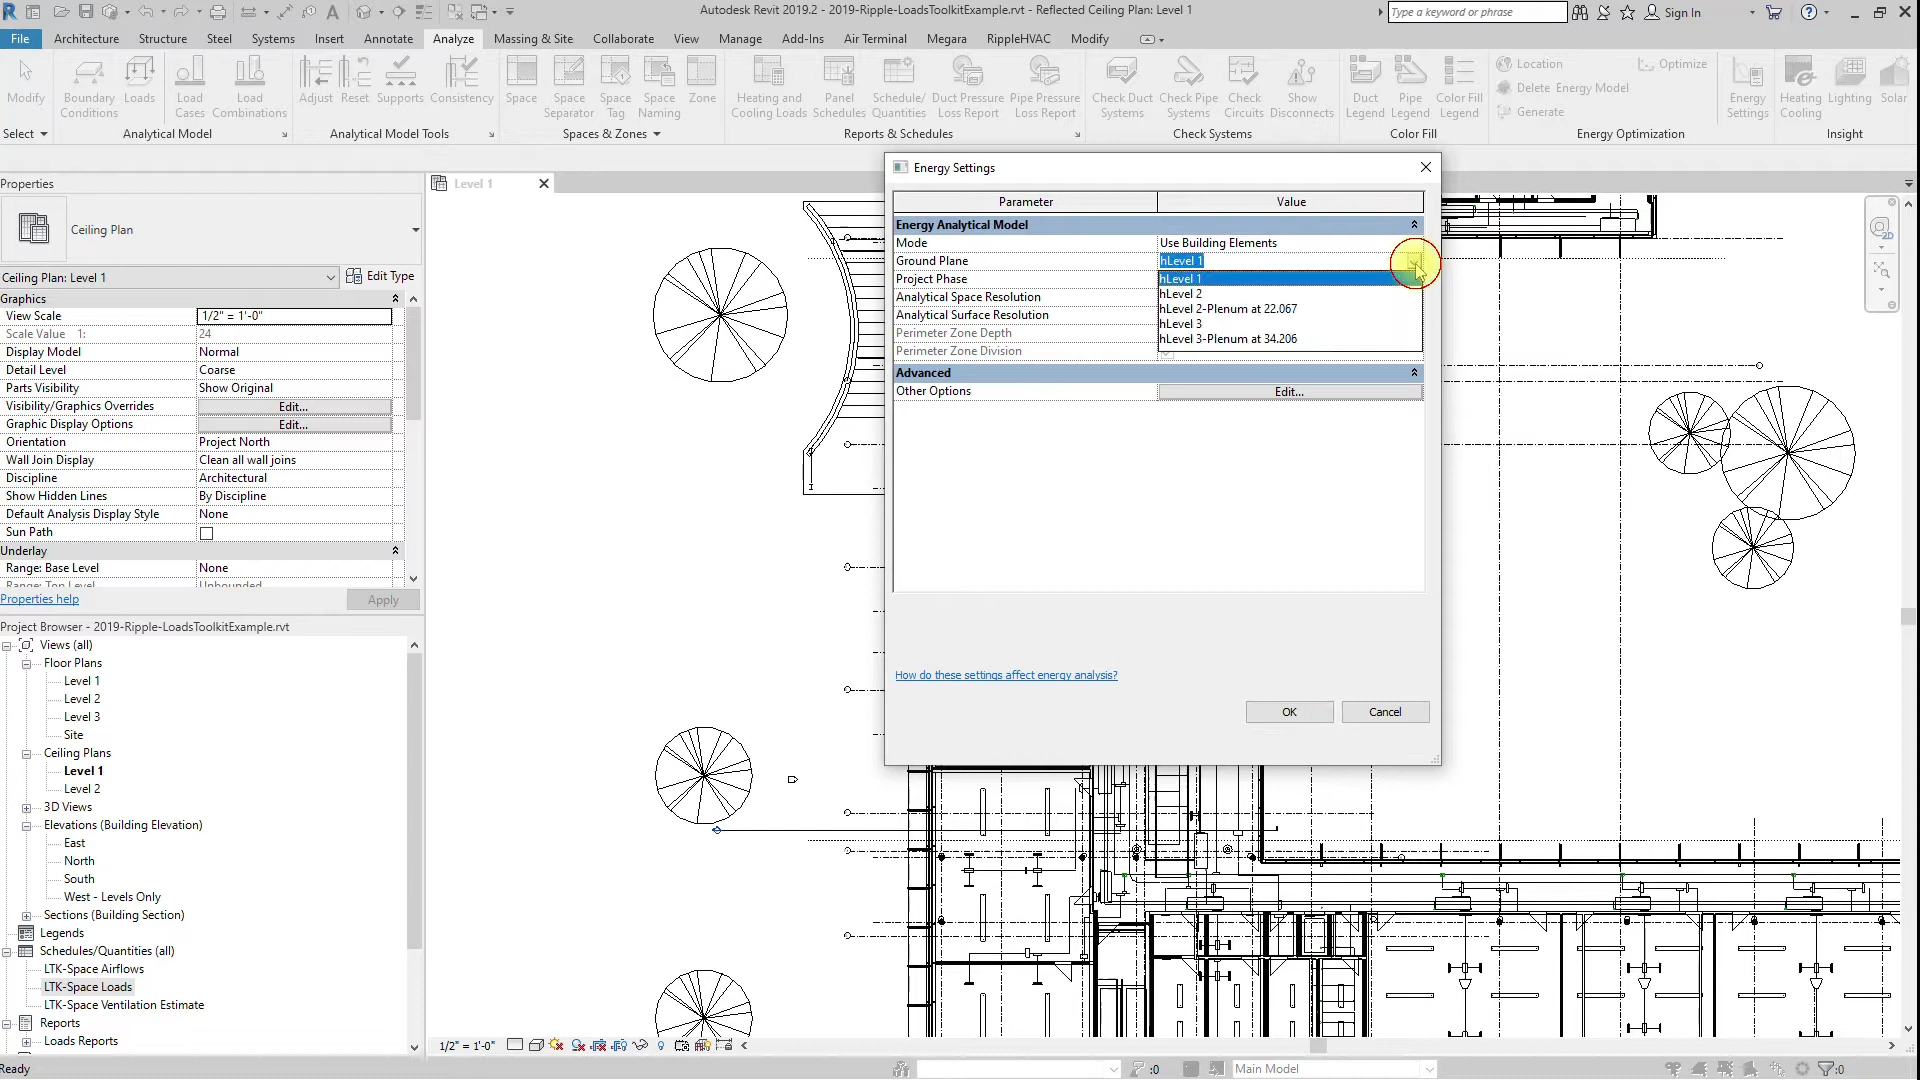 Autodesk Revit 2019.2 - 2019-Ripple-LoadsToolkitExample.rvt - Reflected Ceiling Plan: Level 1
Type a keyword or phrase
Sign In
File Architecture Structure Steel Systems Insert Annotate Analyze Massing & Site Collaborate View Manage Add-Ins Air Terminal Megara RippleHVAC Modify
Location Optimize
Delete Energy Model
Generate
Modify Boundary Conditions Loads Load Cases Load Combinations Adjust Reset Supports Consistency Space Space Separator Space Tag Space Naming Zone Heating and Cooling Loads Panel Schedules Schedule/ Quantities Duct Pressure Loss Report Pipe Pressure Loss Report Check Duct Systems Check Pipe Systems Check Circuits Show Disconnects Duct Legend Pipe Legend Color Fill Legend Energy Settings Heating Cooling Lighting Solar
Select Analytical Model Analytical Model Tools Spaces & Zones Reports & Schedules Check Systems Color Fill Energy Optimization Insight
Properties
Ceiling Plan
Ceiling Plan: Level 1 Edit Type
Graphics
View Scale 1/2" = 1'-0"
Scale Value 1: 24
Display Model Normal
Detail Level Coarse
Parts Visibility Show Original
Visibility/Graphics Overrides Edit...
Graphic Display Options Edit...
Orientation Project North
Wall Join Display Clean all wall joins
Discipline Architectural
Show Hidden Lines By Discipline
Default Analysis Display Style None
Sun Path
Underlay
Range: Base Level None
Range: Top Level Unbounded
Properties help Apply
Project Browser - 2019-Ripple-LoadsToolkitExample.rvt
Views (all)
Floor Plans
Level 1
Level 2
Level 3
Site
Ceiling Plans
Level 1
Level 2
3D Views
Elevations (Building Elevation)
East
North
South
West - Levels Only
Sections (Building Section)
Legends
Schedules/Quantities (all)
LTK-Space Airflows
LTK-Space Loads
LTK-Space Ventilation Estimate
Reports
Loads Reports
Level 1
Energy Settings
Parameter Value
Energy Analytical Model
Mode Use Building Elements
Ground Plane hLevel 1
Project Phase
Analytical Space Resolution
Analytical Surface Resolution
Perimeter Zone Depth
Perimeter Zone Division
hLevel 1
hLevel 2
hLevel 2-Plenum at 22.067
hLevel 3
hLevel 3-Plenum at 34.206
Advanced
Other Options Edit...
How do these settings affect energy analysis?
OK Cancel
2D
1/2" = 1'-0"
Ready :0 Main Model :0